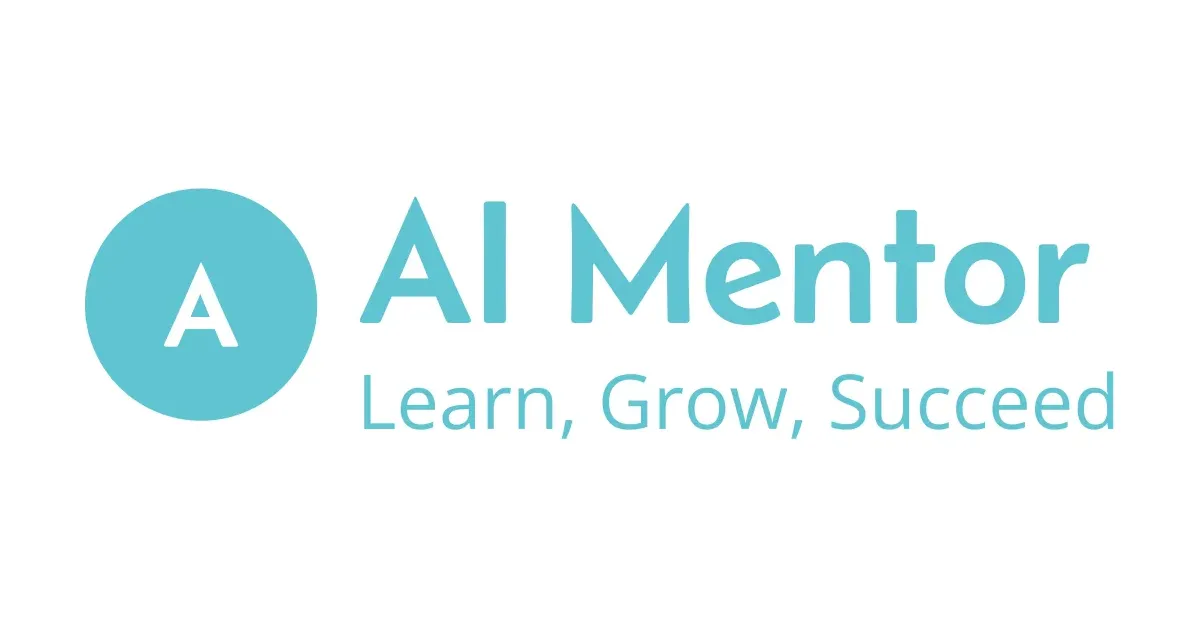 A
AI Mentor
Learn, Grow, Succeed